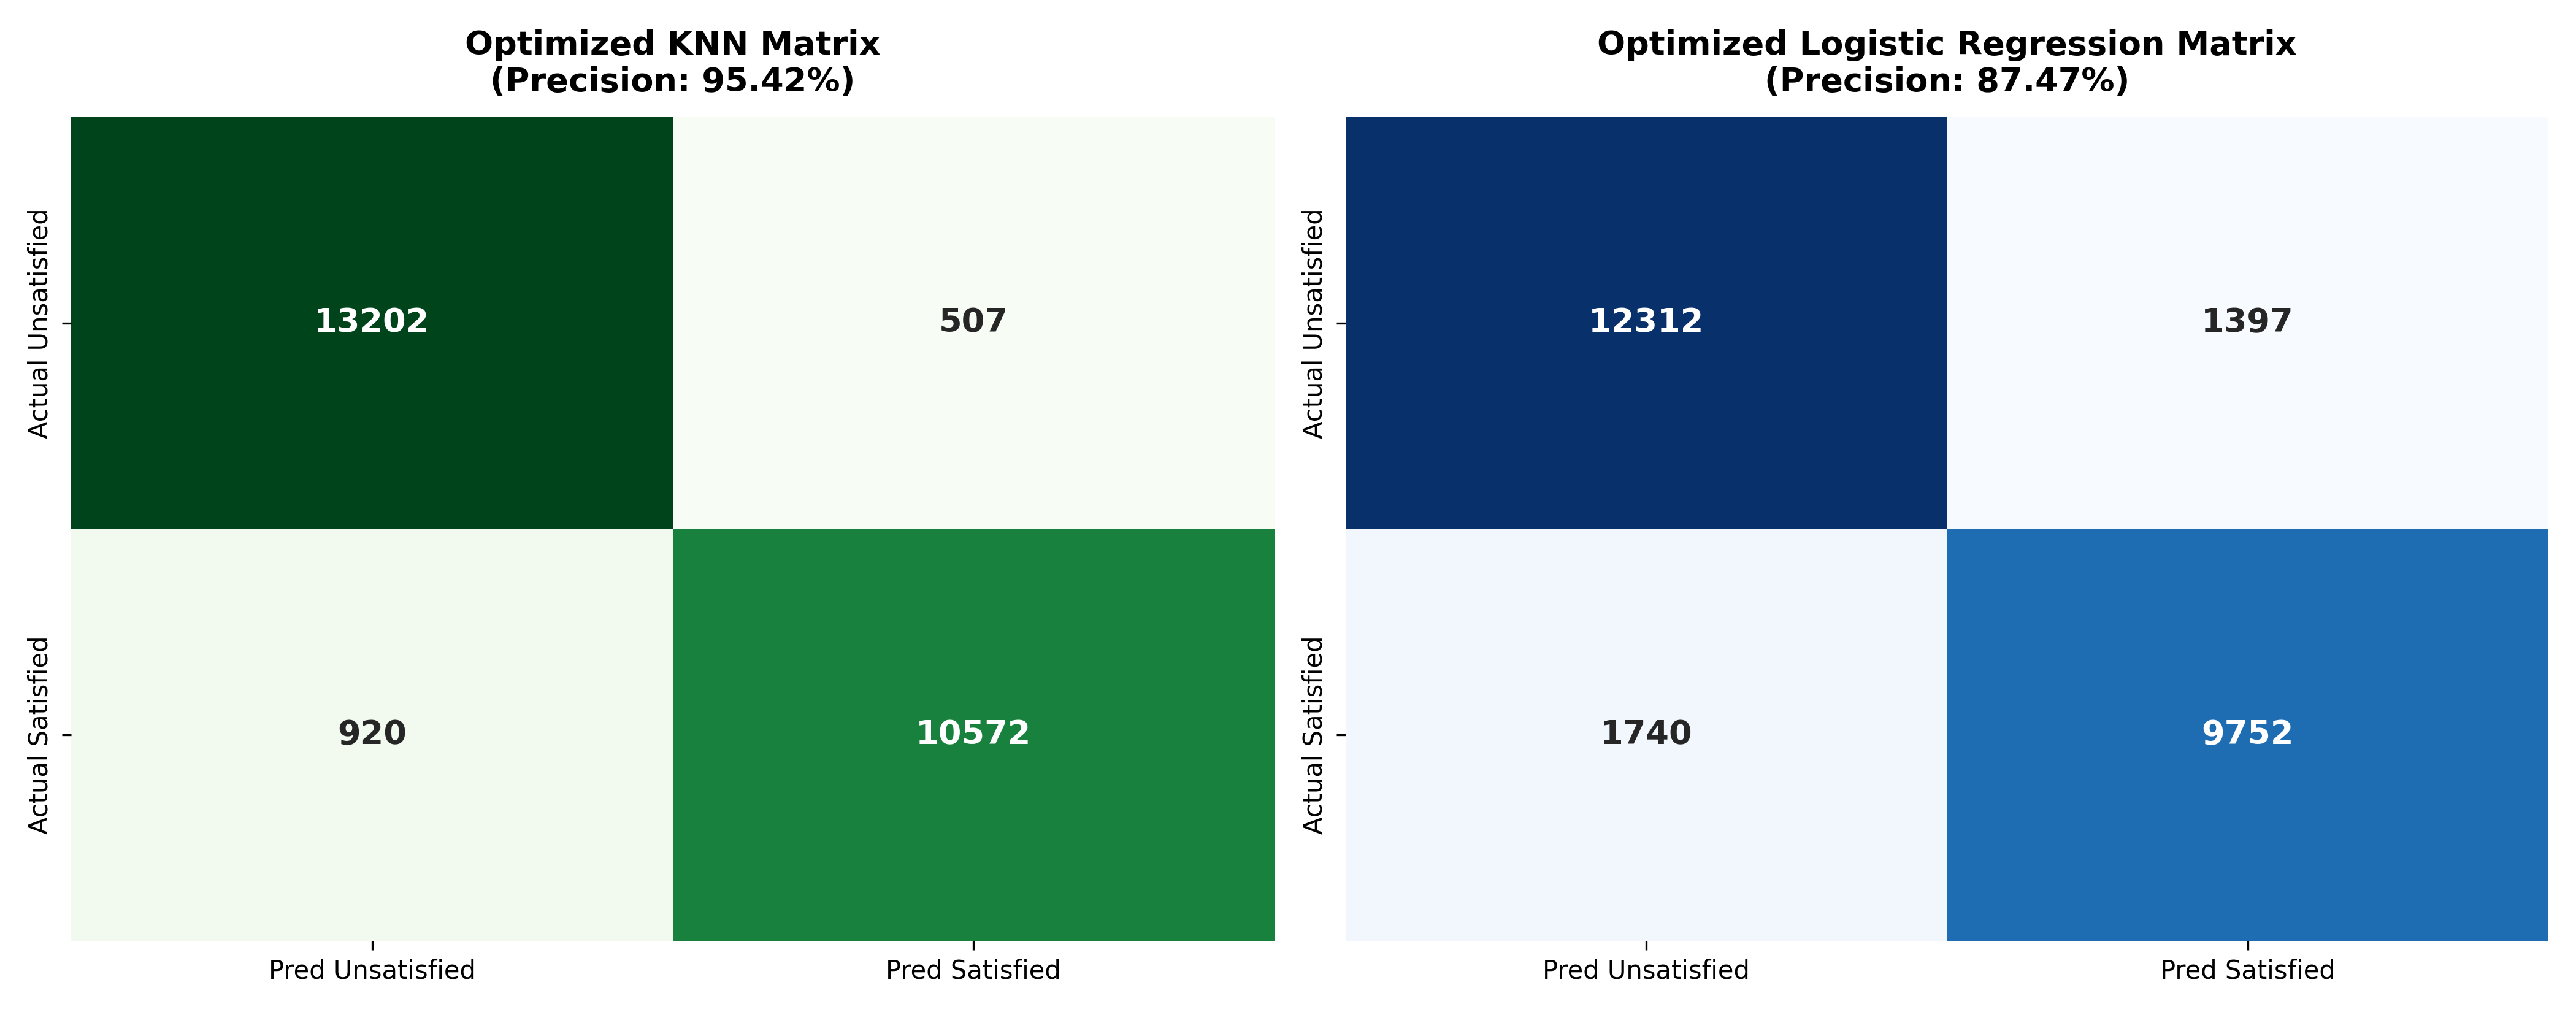 Optimized KNN Matrix
(Precision: 95.42%)
Actual Unsatisfied
13202
507
Actual Satisfied
920
10572
Pred Unsatisfied
Pred Satisfied
Optimized Logistic Regression Matrix
(Precision: 87.47%)
Actual Unsatisfied
12312
1397
Actual Satisfied
1740
9752
Pred Unsatisfied
Pred Satisfied